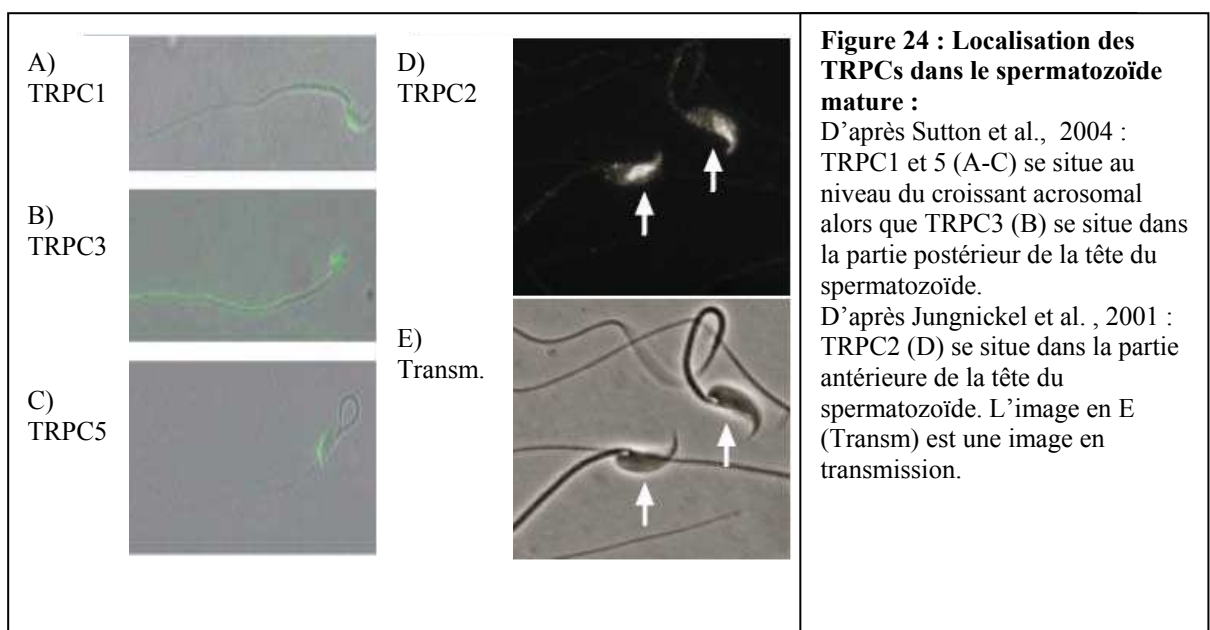 A)
TRPC1
B)
TRPC3
C)
TRPC5
D)
TRPC2
E)
Transm.
Figure 24 : Localisation des
TRPCs dans le spermatozoïde
mature :
D’après Sutton et al., 2004 :
TRPC1 et 5 (A-C) se situe au
niveau du croissant acrosomal
alors que TRPC3 (B) se situe dans
la partie postérieur de la tête du
spermatozoïde.
D’après Jungnickel et al. , 2001 :
TRPC2 (D) se situe dans la partie
antérieure de la tête du
spermatozoïde. L’image en E
(Transm) est une image en
transmission.